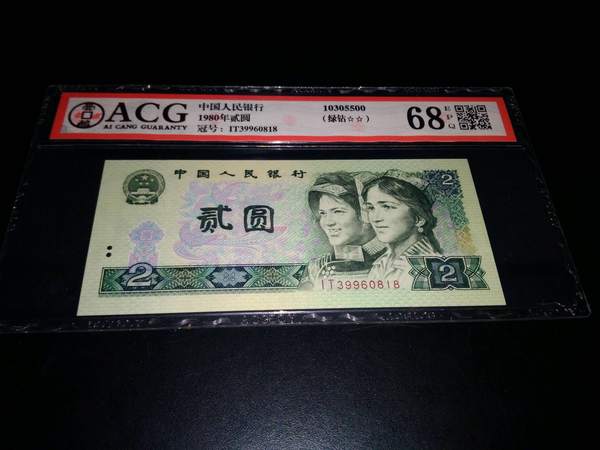 ACG
AI CANG GUARANTY
中国人民银行
1980年贰圆
冠号：IT39960818
10305500
（绿钻☆☆）
68
EPQ
中国人民银行
贰圆
2
2
2
IT39960818